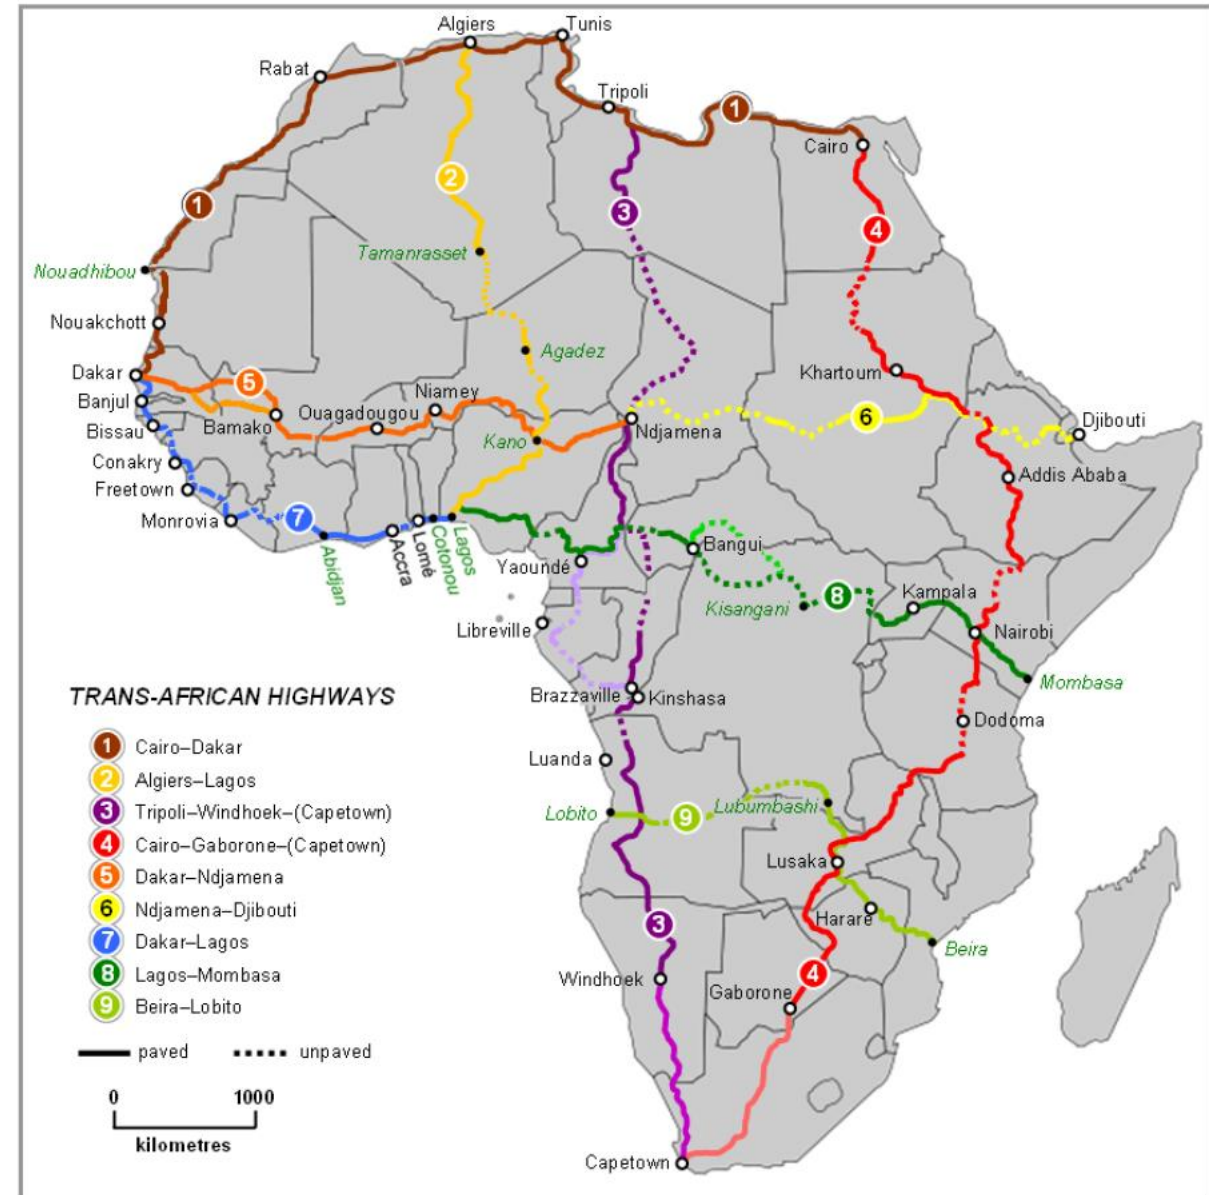 Algiers
Tunis
Rabat
Tripoli
1
Cairo
2
3
4
1
Tamanrasset
Nouadhibou
Nouakchott
Agadez
Dakar
5
Niamey
Khartoum
Banjul
Ouagadougou
6
Djibouti
Bissau
Bamako
Kano
Ndjamena
Conakry
Addis Ababa
Freetown
7
Monrovia
Abidjan
Accra
Lomé
Cotonou
Lagos
Yaoundé
Bangui
Kisangani
8
Kampala
Libreville
Nairobi
Mombasa
Brazzaville
Kinshasa
Dodoma
Luanda
Lobito
9
Lubumbashi
Lusaka
Harare
3
Beira
Windhoek
4
Gaborone
Capetown
TRANS-AFRICAN HIGHWAYS
1 Cairo–Dakar
2 Algiers–Lagos
3 Tripoli–Windhoek–(Capetown)
4 Cairo–Gaborone–(Capetown)
5 Dakar–Ndjamena
6 Ndjamena–Djibouti
7 Dakar–Lagos
8 Lagos–Mombasa
9 Beira–Lobito
paved unpaved
0 1000
kilometres